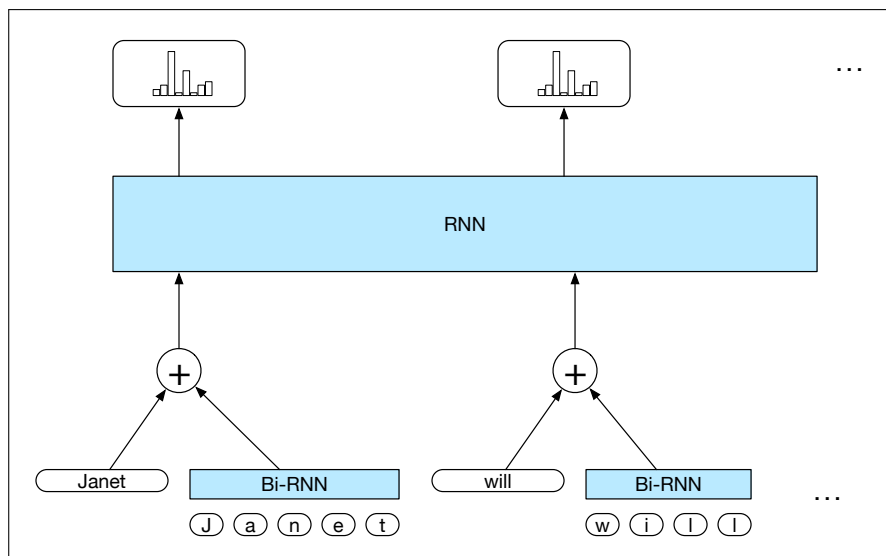 ...
RNN
+ +
Janet Bi-RNN will Bi-RNN ...
J a n e t w i l l